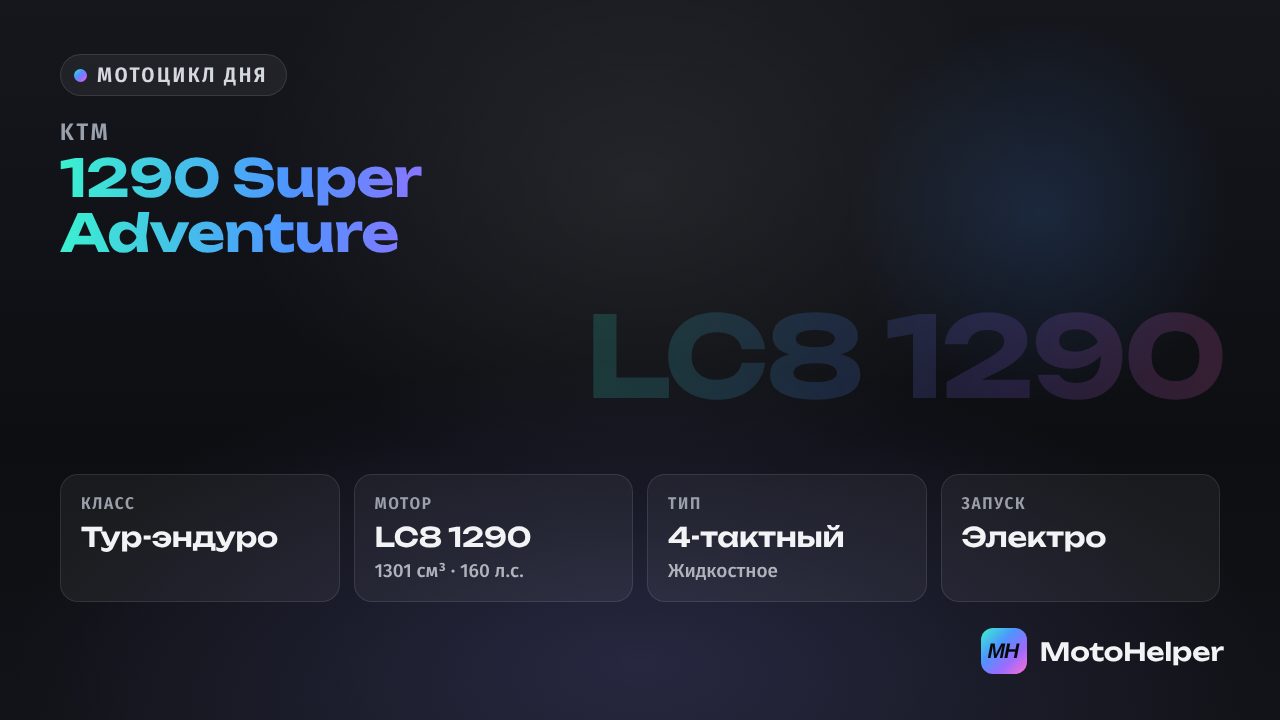 МОТОЦИКЛ ДНЯ
KTM
1290 Super
Adventure
LC8 1290
КЛАСС
Тур-эндуро
МОТОР
LC8 1290
1301 см³ · 160 л.с.
ТИП
4-тактный
Жидкостное
ЗАПУСК
Электро
MH MotoHelper